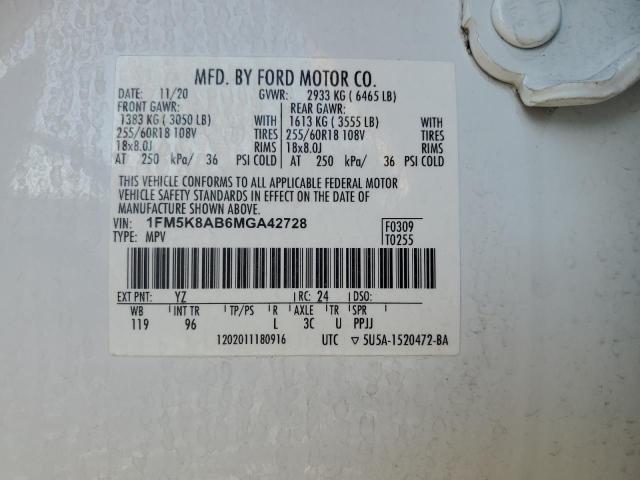 MFD. BY FORD MOTOR CO.
DATE: 11/20 GVWR: 2933 KG ( 6465 LB)
FRONT GAWR: REAR GAWR:
1383 KG ( 3050 LB) WITH 1613 KG ( 3555 LB) WITH
255/60R18 108V TIRES 255/60R18 108V TIRES
18x8.0J RIMS 18x8.0J RIMS
AT 250 kPa/ 36 PSI COLD AT 250 kPa/ 36 PSI COLD
THIS VEHICLE CONFORMS TO ALL APPLICABLE FEDERAL MOTOR
VEHICLE SAFETY STANDARDS IN EFFECT ON THE DATE OF
MANUFACTURE SHOWN ABOVE.
VIN: 1FM5K8AB6MGA42728 F0309
TYPE: MPV T0255
EXT PNT: YZ RC: 24 DSO:
WB INT TR TP/PS R AXLE TR SPR
119 96 L 3C U PPJJ
1202011180916 UTC ▽ 5U5A-1520472-BA